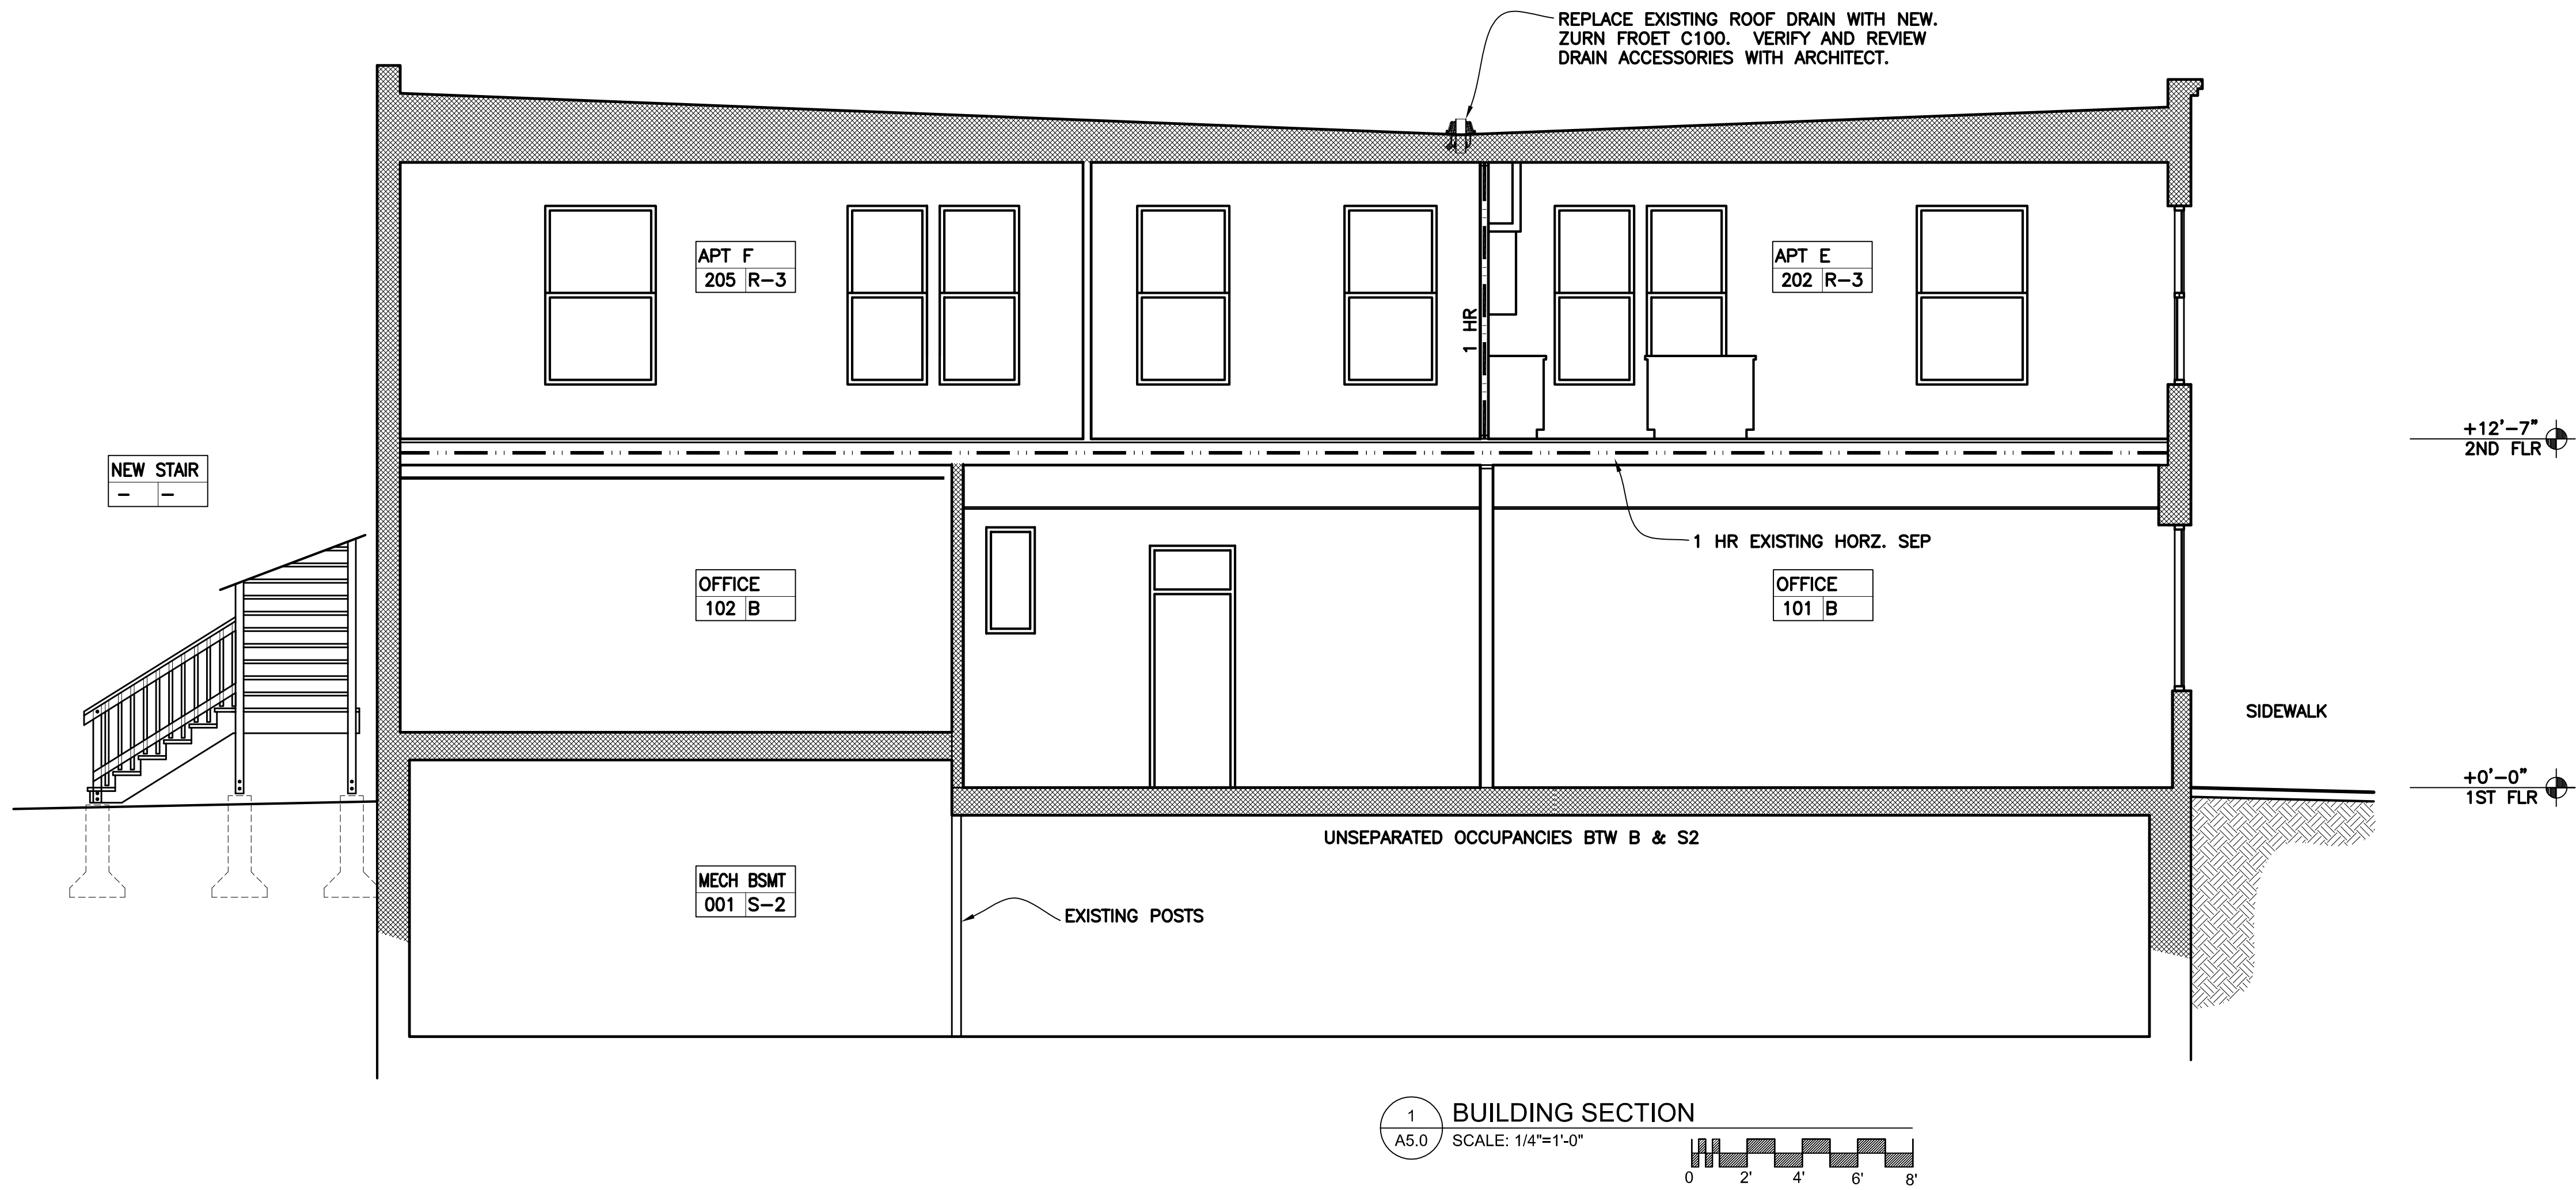 REPLACE EXISTING ROOF DRAIN WITH NEW.
ZURN FROET C100. VERIFY AND REVIEW
DRAIN ACCESSORIES WITH ARCHITECT.
APT F
205 R-3
APT E
202 R-3
1 HR
+12'-7"
2ND FLR
NEW STAIR
- -
1 HR EXISTING HORZ. SEP
OFFICE
102 B
OFFICE
101 B
SIDEWALK
+0'-0"
1ST FLR
UNSEPARATED OCCUPANCIES BTW B & S2
MECH BSMT
001 S-2
EXISTING POSTS
1
A5.0
BUILDING SECTION
SCALE: 1/4"=1'-0"
0 2' 4' 6' 8'